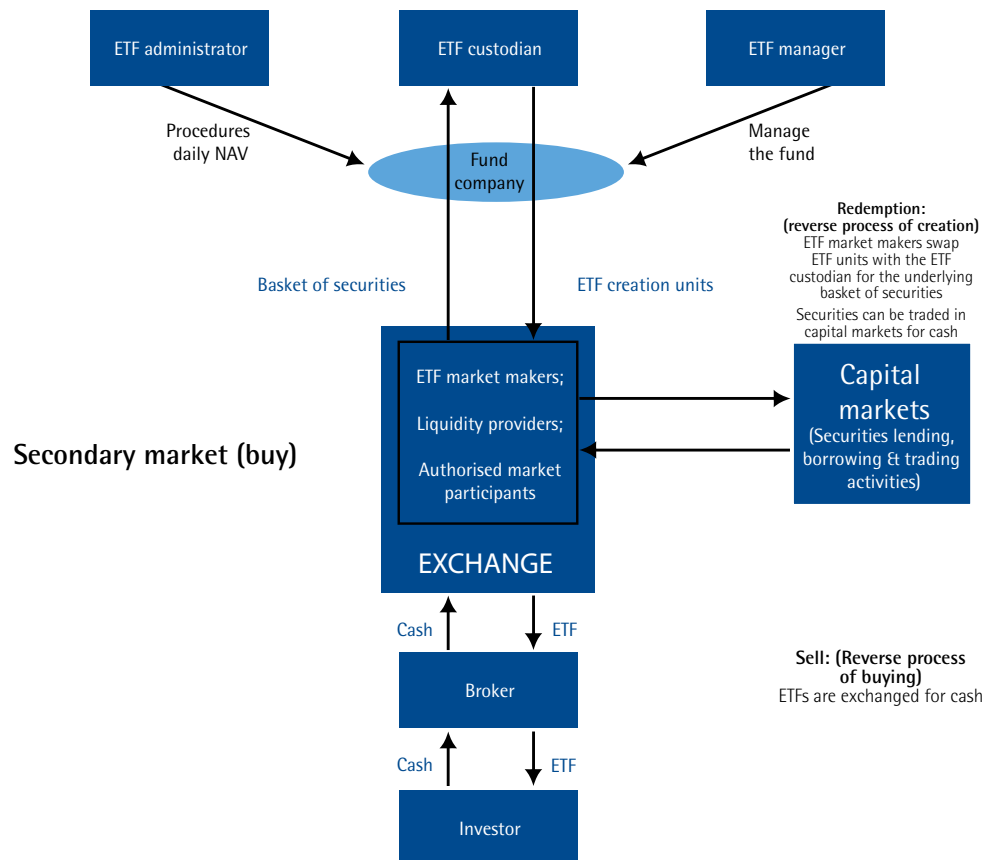 ETF administrator
ETF custodian
ETF manager
Procedures
daily NAV
Fund
company
Manage
the fund
Redemption:
(reverse process of creation)
ETF market makers swap
ETF units with the ETF
custodian for the underlying
basket of securities
Securities can be traded in
capital markets for cash
Basket of securities
ETF creation units
ETF market makers;
Liquidity providers;
Authorised market
participants
EXCHANGE
Capital
markets
(Securities lending,
borrowing & trading
activities)
Secondary market (buy)
Cash
ETF
Broker
Sell: (Reverse process
of buying)
ETFs are exchanged for cash
Cash
ETF
Investor